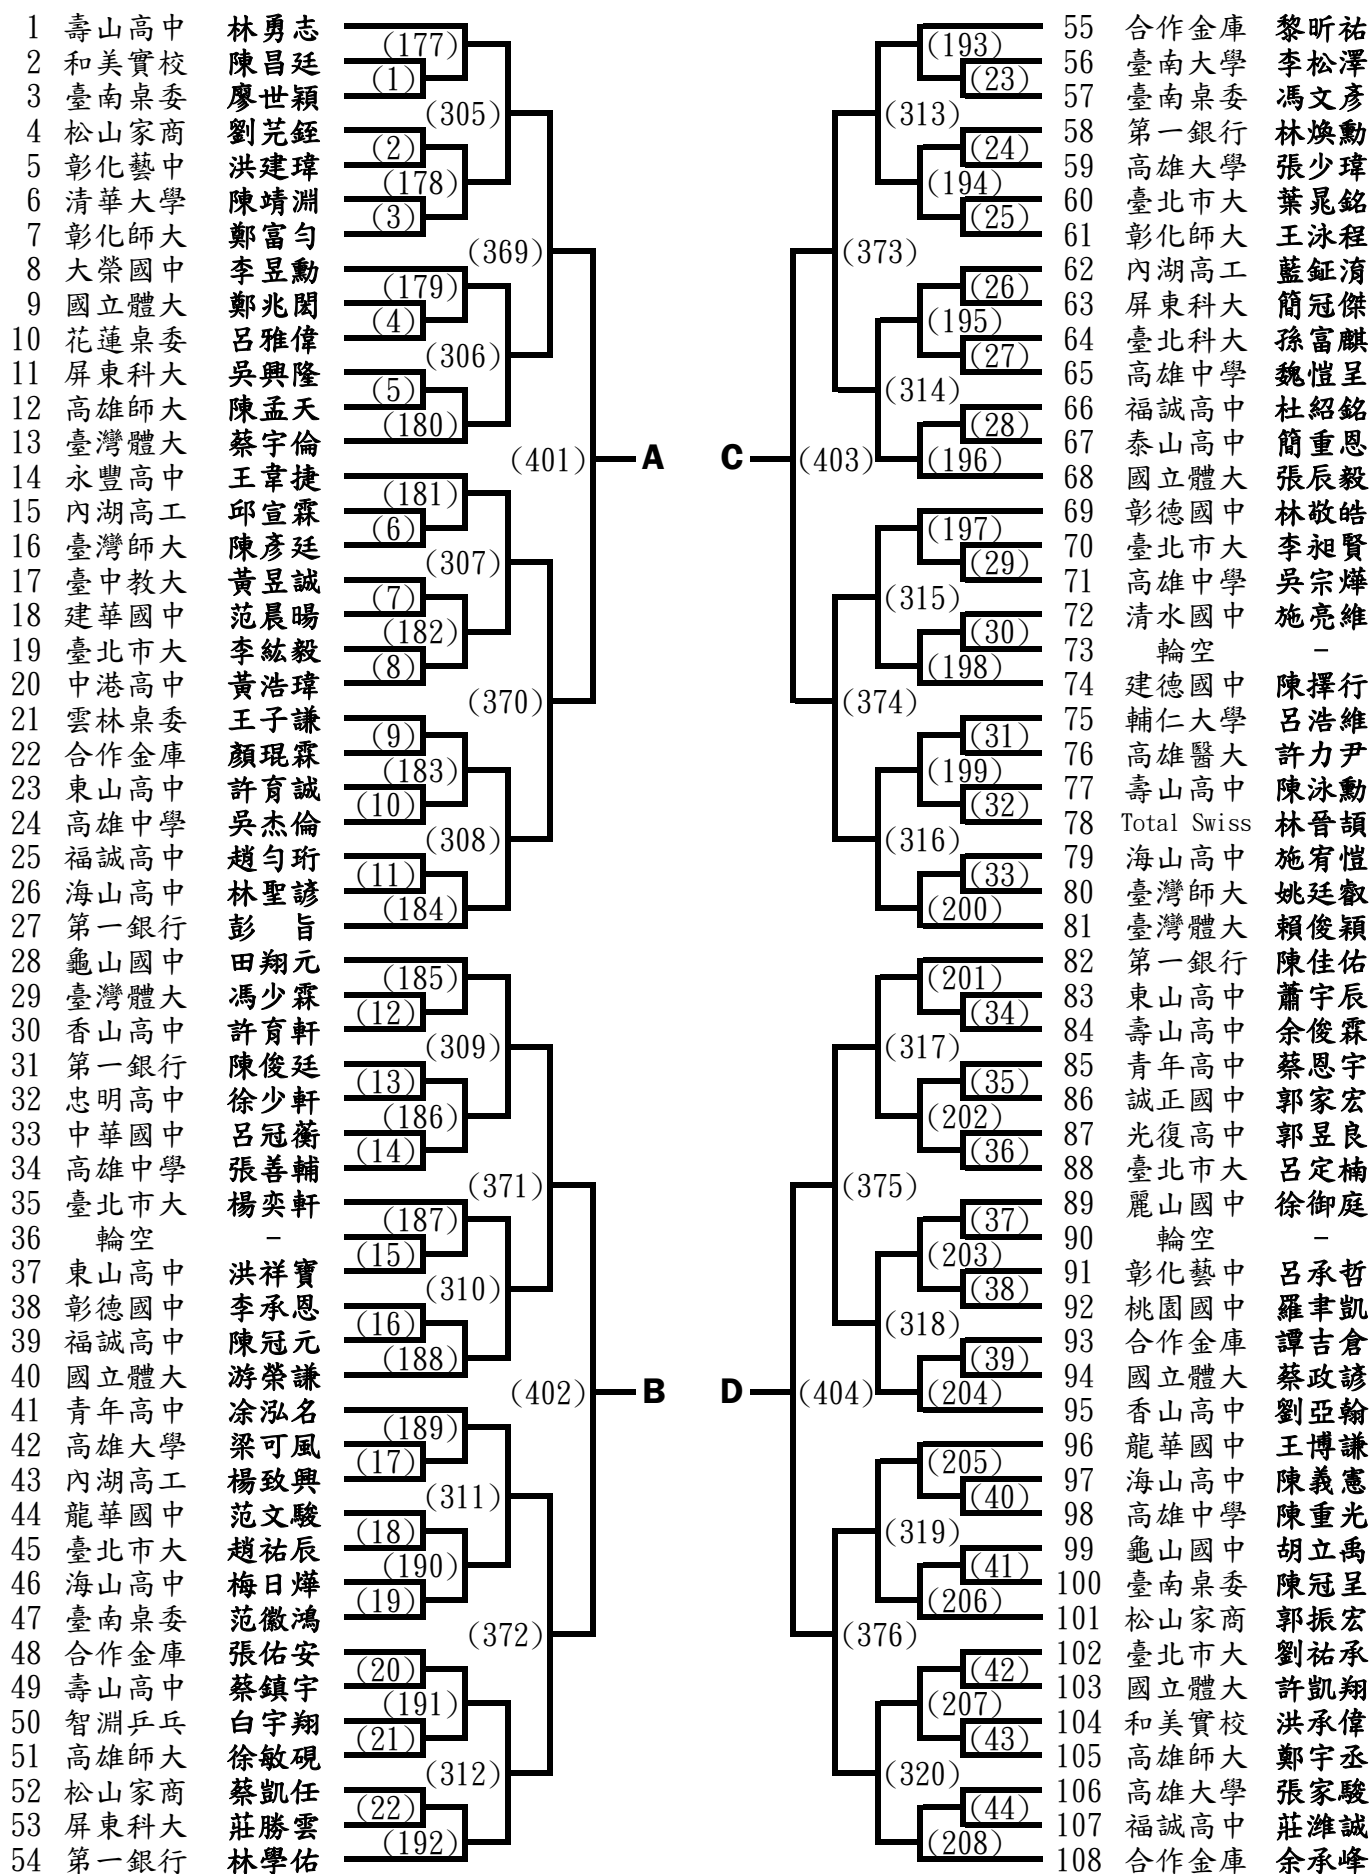 1 壽山高中 林勇志
2 和美實校 陳昌廷
3 臺南桌委 廖世穎
4 松山家商 劉芫銍
5 彰化藝中 洪建瑋
6 清華大學 陳靖淵
7 彰化師大 鄭富勻
8 大榮國中 李昱勳
9 國立體大 鄭兆閎
10 花蓮桌委 呂雅偉
11 屏東科大 吳興隆
12 高雄師大 陳孟天
13 臺灣體大 蔡宇倫
14 永豐高中 王韋捷
15 內湖高工 邱宣霖
16 臺灣師大 陳彥廷
17 臺中教大 黃昱誠
18 建華國中 范晨暘
19 臺北市大 李紘毅
20 中港高中 黃浩瑋
21 雲林桌委 王子謙
22 合作金庫 顏琨霖
23 東山高中 許育誠
24 高雄中學 吳杰倫
25 福誠高中 趙勻珩
26 海山高中 林聖諺
27 第一銀行 彭 旨
28 龜山國中 田翔元
29 臺灣體大 馮少霖
30 香山高中 許育軒
31 第一銀行 陳俊廷
32 忠明高中 徐少軒
33 中華國中 呂冠蘅
34 高雄中學 張善輔
35 臺北市大 楊奕軒
36 輪空 -
37 東山高中 洪祥寶
38 彰德國中 李承恩
39 福誠高中 陳冠元
40 國立體大 游榮謙
41 青年高中 凃泓名
42 高雄大學 梁可風
43 內湖高工 楊致興
44 龍華國中 范文駿
45 臺北市大 趙祐辰
46 海山高中 梅日燁
47 臺南桌委 范徽鴻
48 合作金庫 張佑安
49 壽山高中 蔡鎮宇
50 智淵乒乓 白宇翔
51 高雄師大 徐敏硯
52 松山家商 蔡凱任
53 屏東科大 莊勝雲
54 第一銀行 林學佑
(177)
(1)
(305)
(2)
(178)
(3)
(369)
(179)
(4)
(306)
(5)
(180)
(401) A
(181)
(6)
(307)
(7)
(182)
(8)
(370)
(9)
(183)
(10)
(308)
(11)
(184)
(185)
(12)
(309)
(13)
(186)
(14)
(371)
(187)
(15)
(310)
(16)
(188)
(402) B
(189)
(17)
(311)
(18)
(190)
(19)
(372)
(20)
(191)
(21)
(312)
(22)
(192)
(193)
(23)
(313)
(24)
(194)
(25)
(373)
(26)
(195)
(27)
(314)
(28)
(196)
C (403)
(197)
(29)
(315)
(30)
(198)
(374)
(31)
(199)
(32)
(316)
(33)
(200)
(201)
(34)
(317)
(35)
(202)
(36)
(375)
(37)
(203)
(38)
(318)
(39)
(204)
D (404)
(205)
(40)
(319)
(41)
(206)
(376)
(42)
(207)
(43)
(320)
(44)
(208)
55 合作金庫 黎昕祐
56 臺南大學 李松澤
57 臺南桌委 馮文彥
58 第一銀行 林煥勳
59 高雄大學 張少瑋
60 臺北市大 葉晁銘
61 彰化師大 王泳程
62 內湖高工 藍鉦淯
63 屏東科大 簡冠傑
64 臺北科大 孫富麒
65 高雄中學 魏愷呈
66 福誠高中 杜紹銘
67 泰山高中 簡重恩
68 國立體大 張辰毅
69 彰德國中 林敬皓
70 臺北市大 李昶賢
71 高雄中學 吳宗燁
72 清水國中 施亮維
73 輪空 -
74 建德國中 陳擇行
75 輔仁大學 呂浩維
76 高雄醫大 許力尹
77 壽山高中 陳泳勳
78 Total Swiss 林晉頡
79 海山高中 施宥愷
80 臺灣師大 姚廷叡
81 臺灣體大 賴俊穎
82 第一銀行 陳佳佑
83 東山高中 蕭宇辰
84 壽山高中 余俊霖
85 青年高中 蔡恩宇
86 誠正國中 郭家宏
87 光復高中 郭昱良
88 臺北市大 呂定楠
89 麗山國中 徐御庭
90 輪空 -
91 彰化藝中 呂承哲
92 桃園國中 羅聿凱
93 合作金庫 譚吉倉
94 國立體大 蔡政諺
95 香山高中 劉亞翰
96 龍華國中 王博謙
97 海山高中 陳義憲
98 高雄中學 陳重光
99 龜山國中 胡立禹
100 臺南桌委 陳冠呈
101 松山家商 郭振宏
102 臺北市大 劉祐承
103 國立體大 許凱翔
104 和美實校 洪承偉
105 高雄師大 鄭宇丞
106 高雄大學 張家駿
107 福誠高中 莊濰誠
108 合作金庫 余承峰